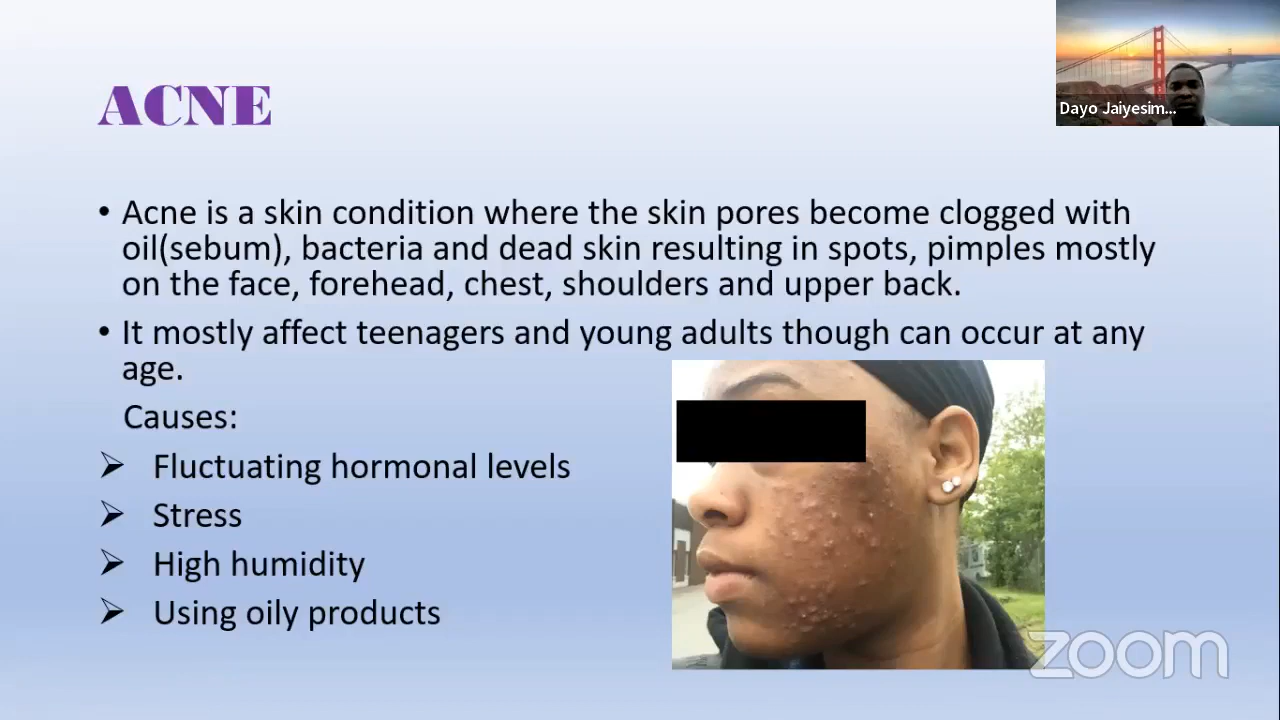 ACNE
Dayo Jaiyesim...
• Acne is a skin condition where the skin pores become clogged with
oil(sebum), bacteria and dead skin resulting in spots, pimples mostly
on the face, forehead, chest, shoulders and upper back.
• It mostly affect teenagers and young adults though can occur at any
age.
Causes:
➢ Fluctuating hormonal levels
➢ Stress
➢ High humidity
➢ Using oily products
zoom